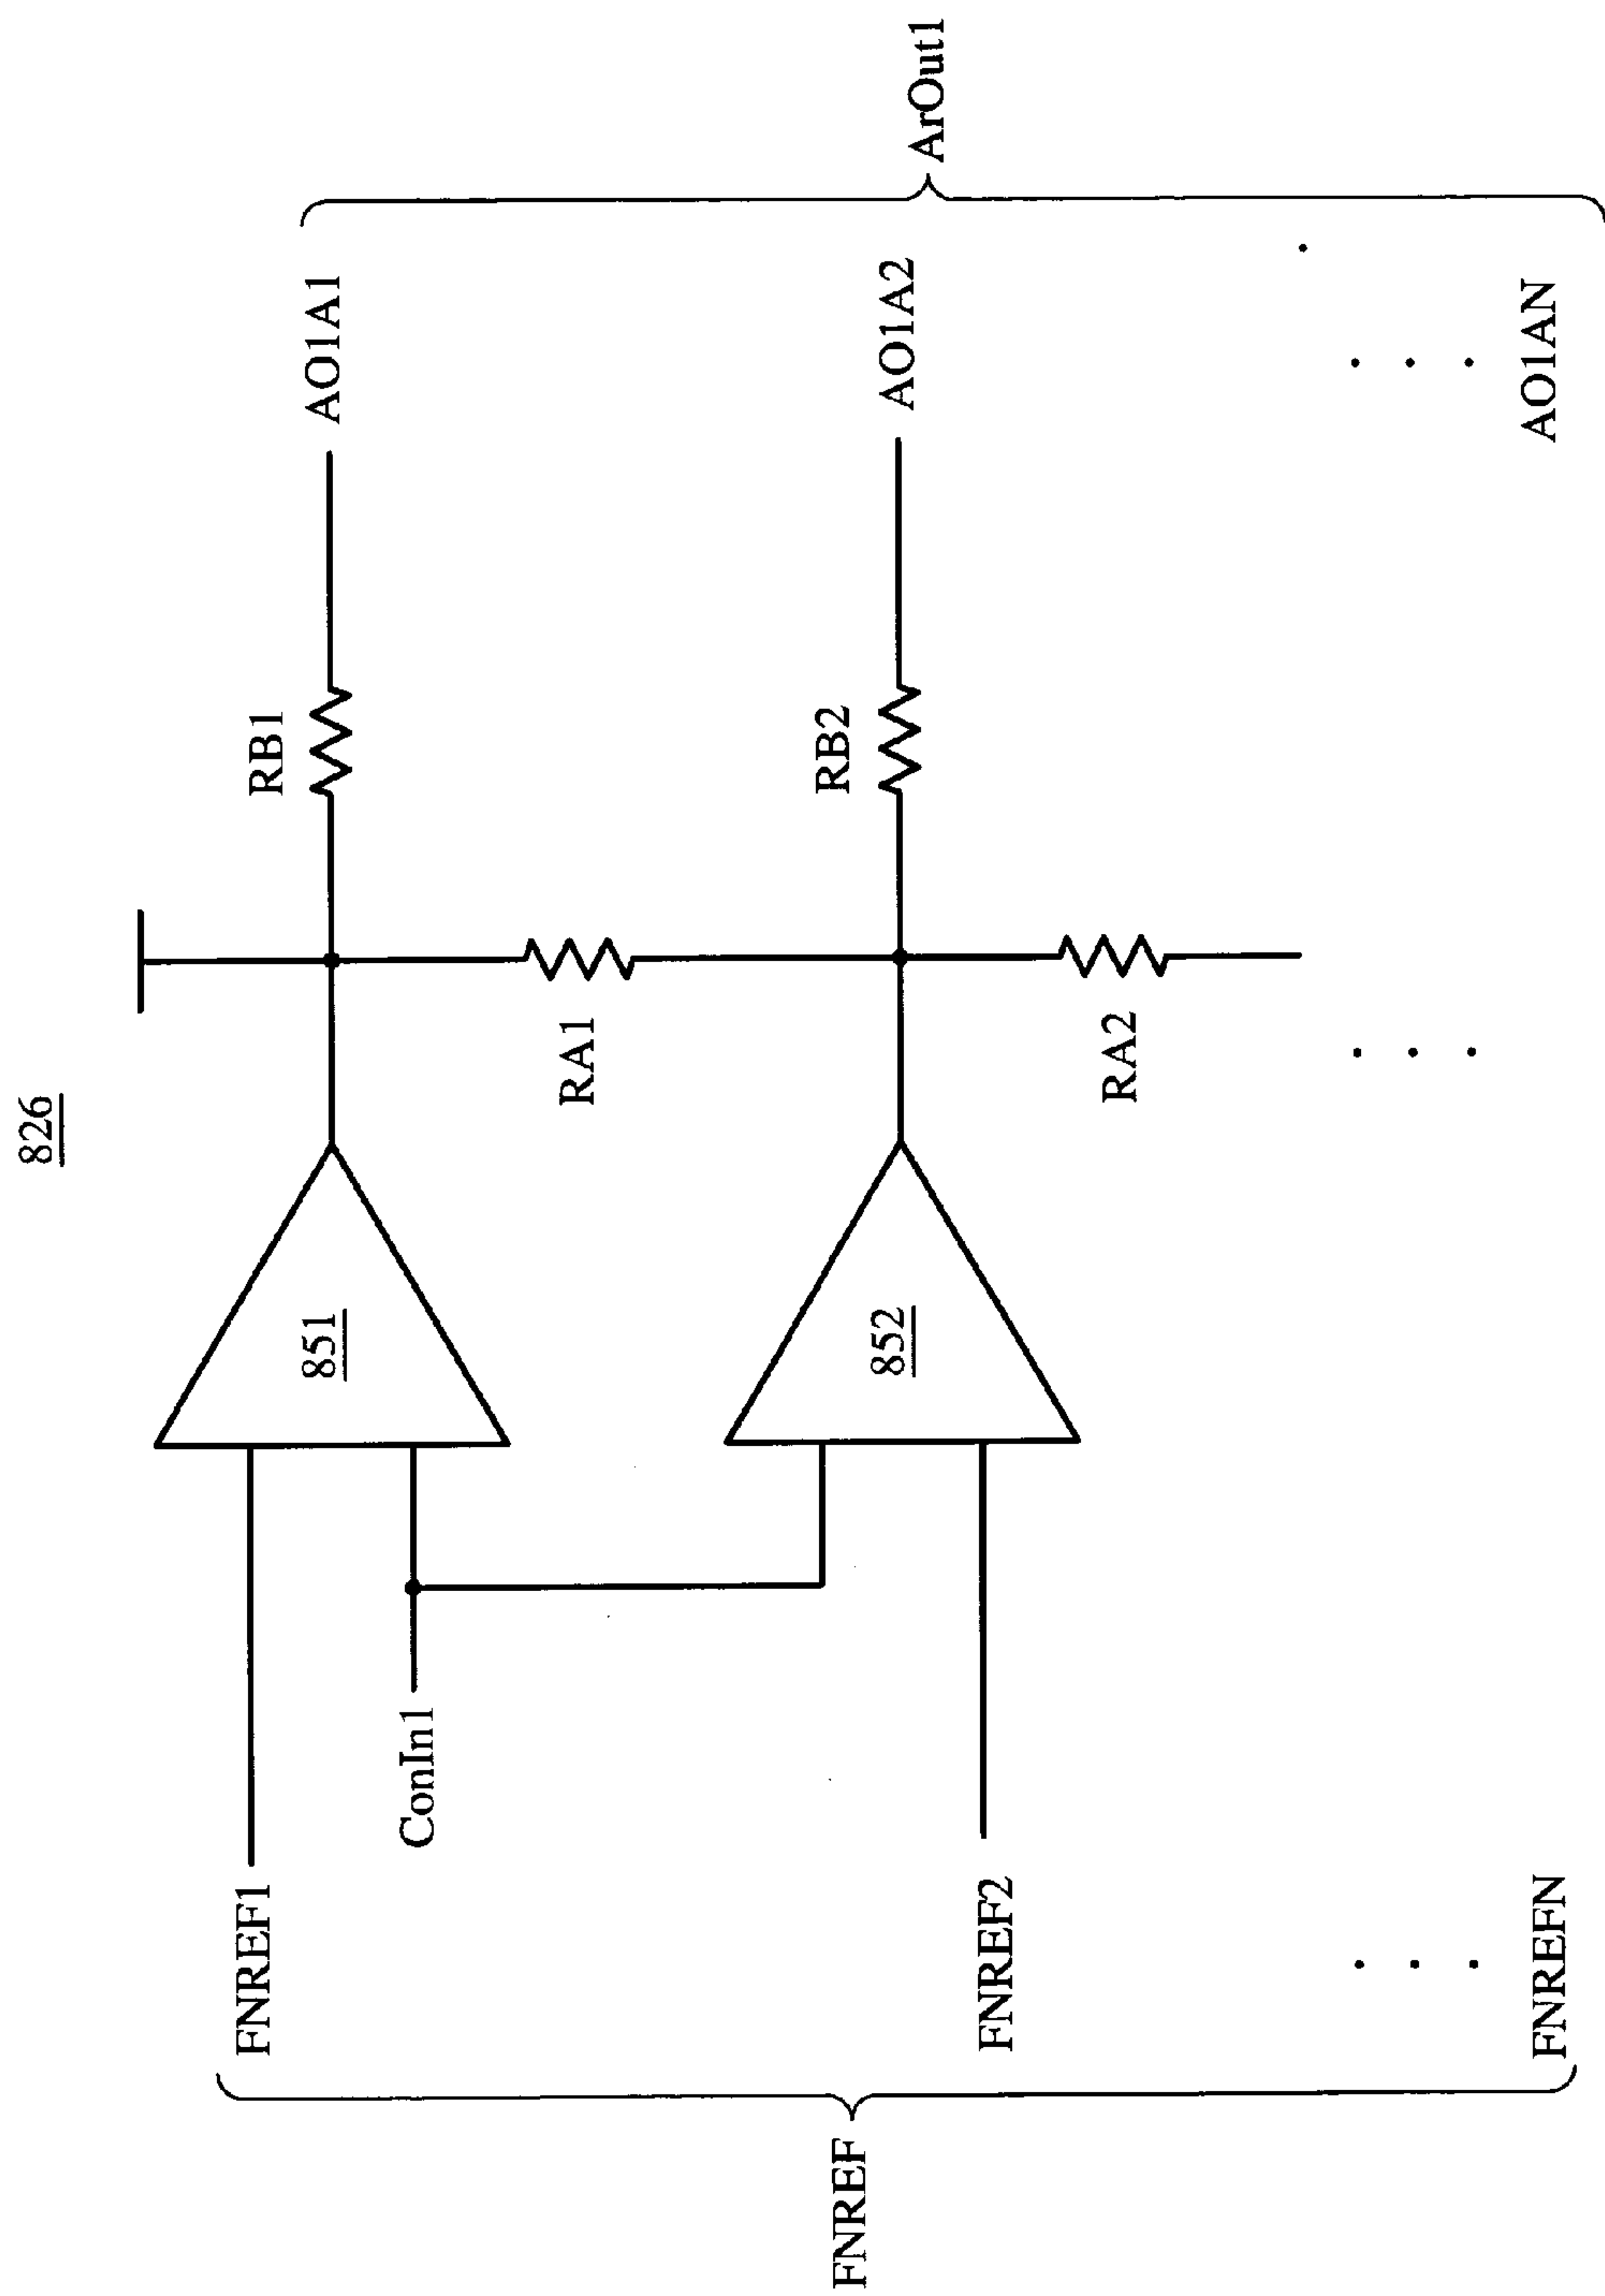 826
FNREF1
ConIn1
851
RB1
AO1A1
RA1
FNREF
FNREF2
852
RB2
AO1A2
ArOut1
RA2
FNREFN
AO1AN